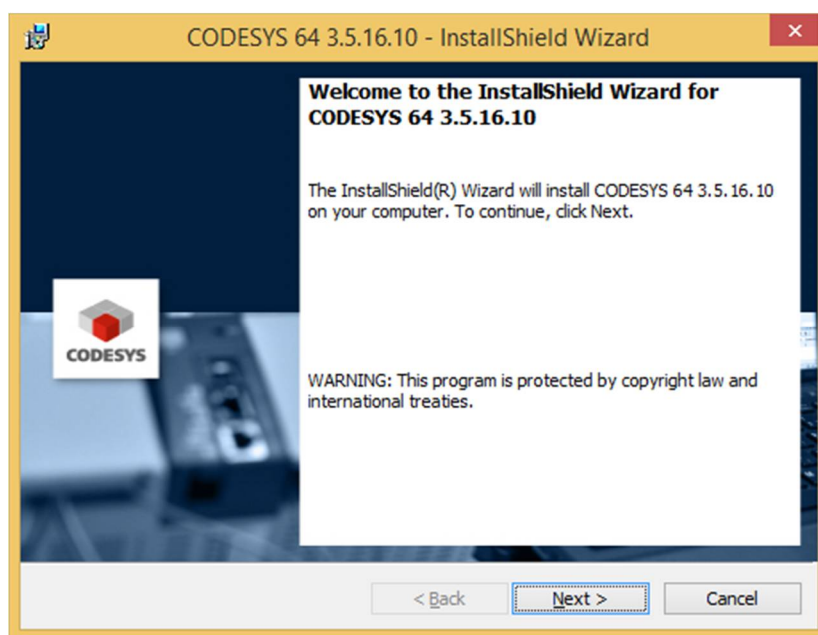 CODESYS 64 3.5.16.10 - InstallShield Wizard
Welcome to the InstallShield Wizard for
CODESYS 64 3.5.16.10
The InstallShield(R) Wizard will install CODESYS 64 3.5.16.10
on your computer. To continue, click Next.
CODESYS
WARNING: This program is protected by copyright law and
international treaties.
< Back Next > Cancel